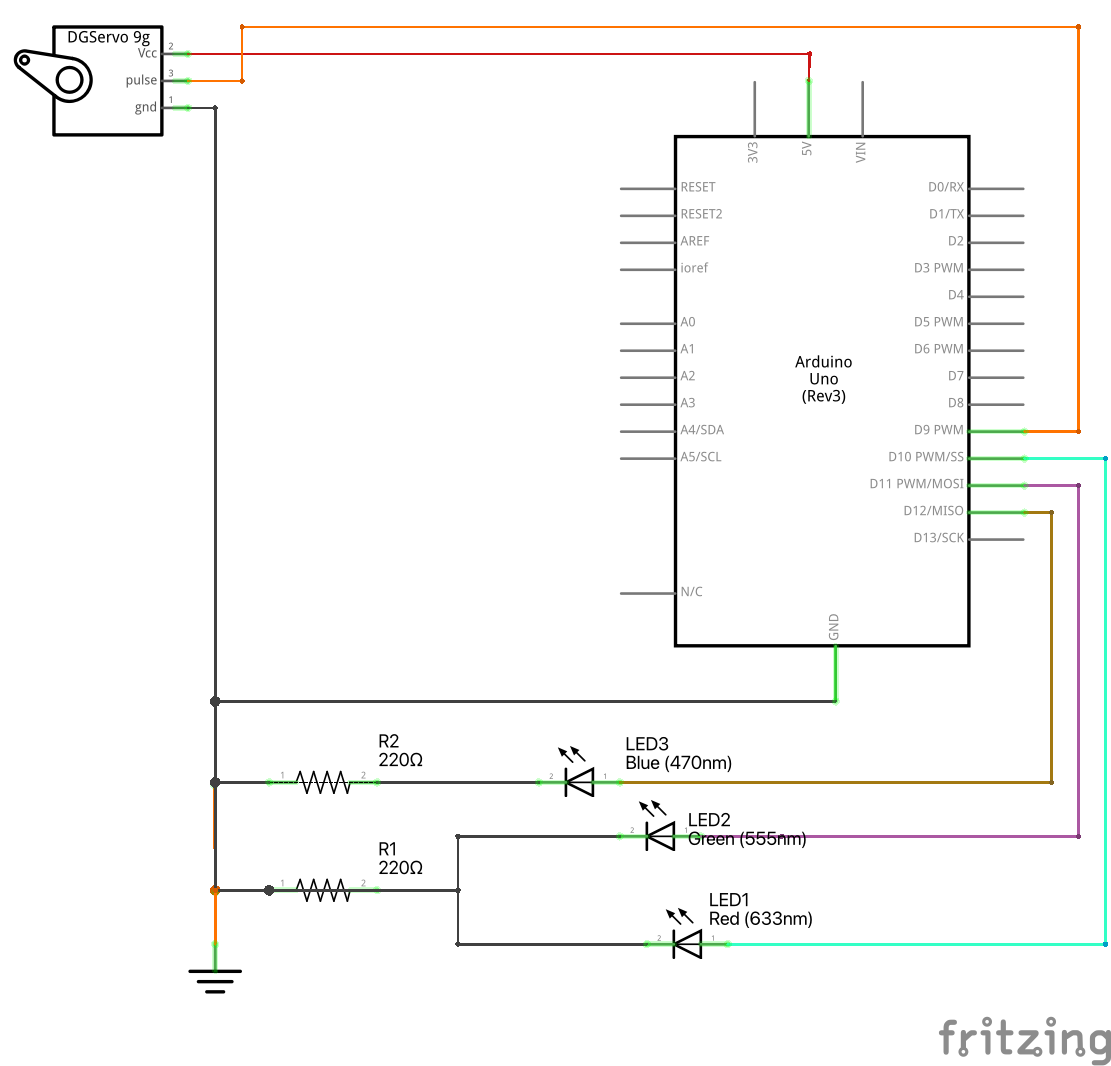 DGServo 9g
Vcc
2
pulse
3
gnd
1
3V3
5V
VIN
RESET
RESET2
AREF
ioref
A0
A1
A2
A3
A4/SDA
A5/SCL
N/C
Arduino
Uno
(Rev3)
D0/RX
D1/TX
D2
D3 PWM
D4
D5 PWM
D6 PWM
D7
D8
D9 PWM
D10 PWM/SS
D11 PWM/MOSI
D12/MISO
D13/SCK
GND
R2
220Ω
1
2
LED3
Blue (470nm)
2
1
LED2
Green (555nm)
2
1
R1
220Ω
1
2
LED1
Red (633nm)
2
1
fritzing